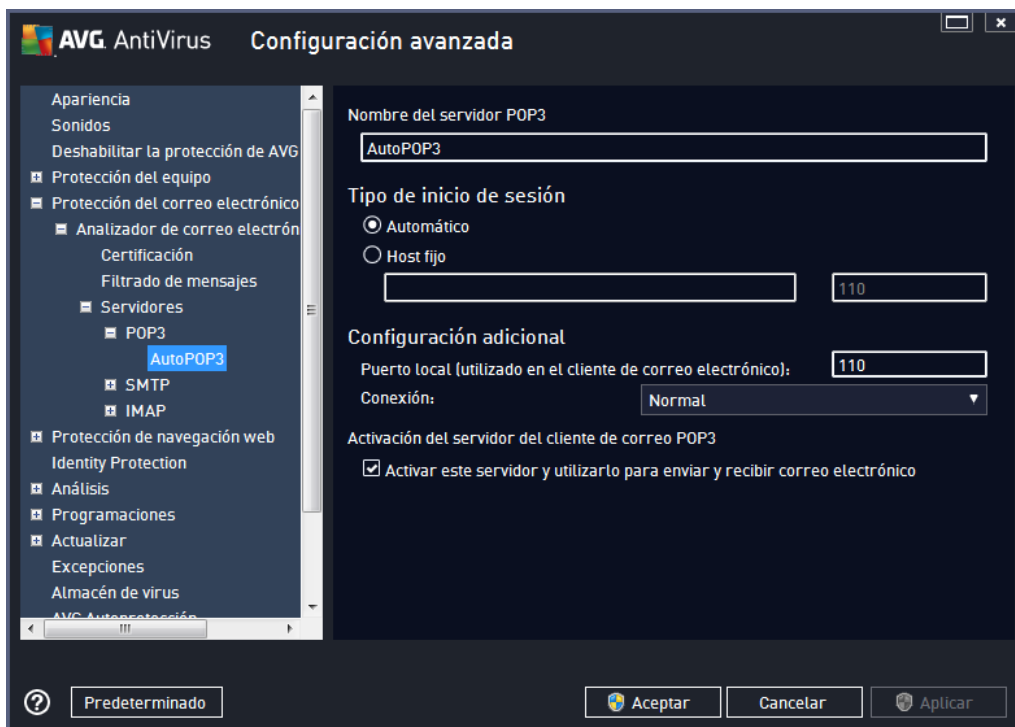 AVG AntiVirus Configuración avanzada
Apariencia
Sonidos
Deshabilitar la protección de AVG
Protección del equipo
Protección del correo electrónico
Analizador de correo electrón
Certificación
Filtrado de mensajes
Servidores
POP3
AutoPOP3
SMTP
IMAP
Protección de navegación web
Identity Protection
Análisis
Programaciones
Actualizar
Excepciones
Almacén de virus
AVG Autoprotección
Nombre del servidor POP3
AutoPOP3
Tipo de inicio de sesión
Automático
Host fijo
110
Configuración adicional
Puerto local (utilizado en el cliente de correo electrónico): 110
Conexión: Normal
Activación del servidor del cliente de correo POP3
Activar este servidor y utilizarlo para enviar y recibir correo electrónico
Predeterminado Aceptar Cancelar Aplicar